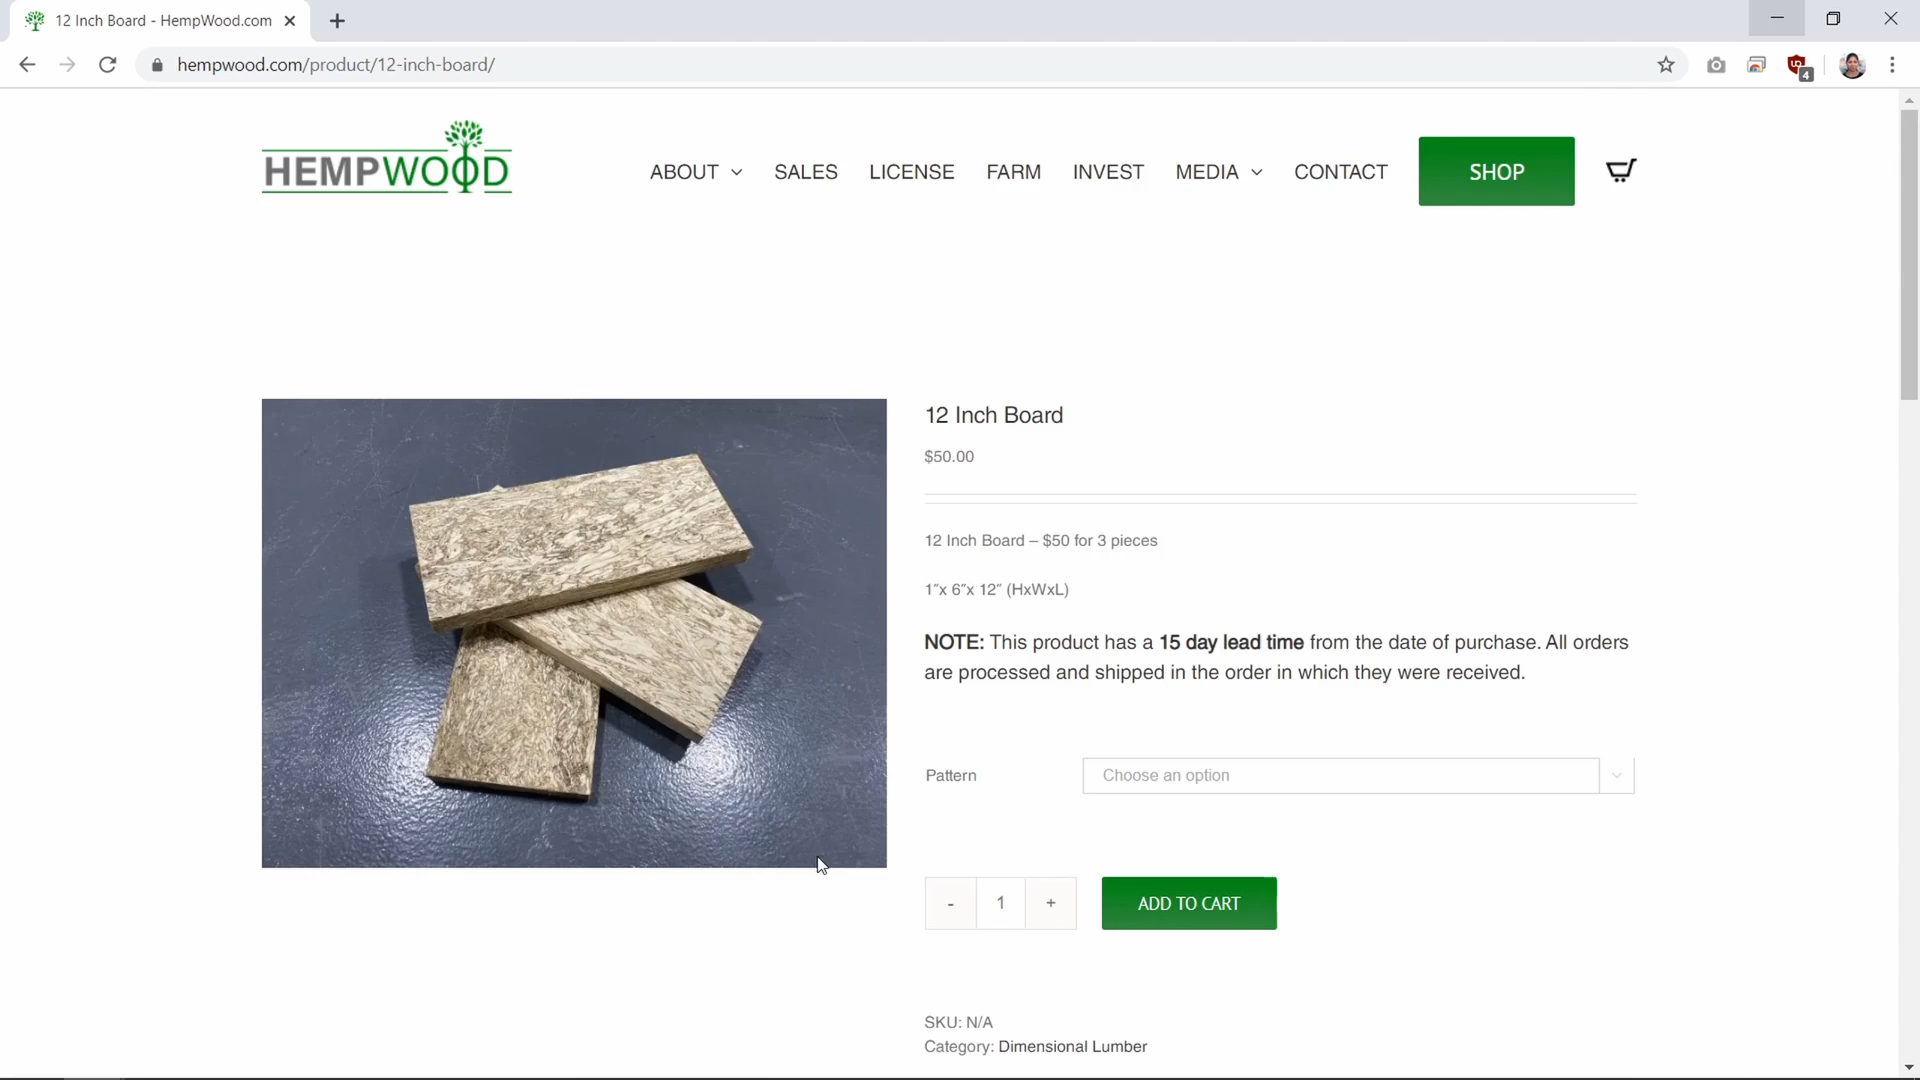 12 Inch Board - HempWood.com
hempwood.com/product/12-inch-board/
4
HEMPWOOD
ABOUT SALES LICENSE FARM INVEST MEDIA CONTACT SHOP
12 Inch Board
$50.00
12 Inch Board – $50 for 3 pieces
1”x 6”x 12” (HxWxL)
NOTE: This product has a 15 day lead time from the date of purchase. All orders
are processed and shipped in the order in which they were received.
Pattern Choose an option
- 1 + ADD TO CART
SKU: N/A
Category: Dimensional Lumber